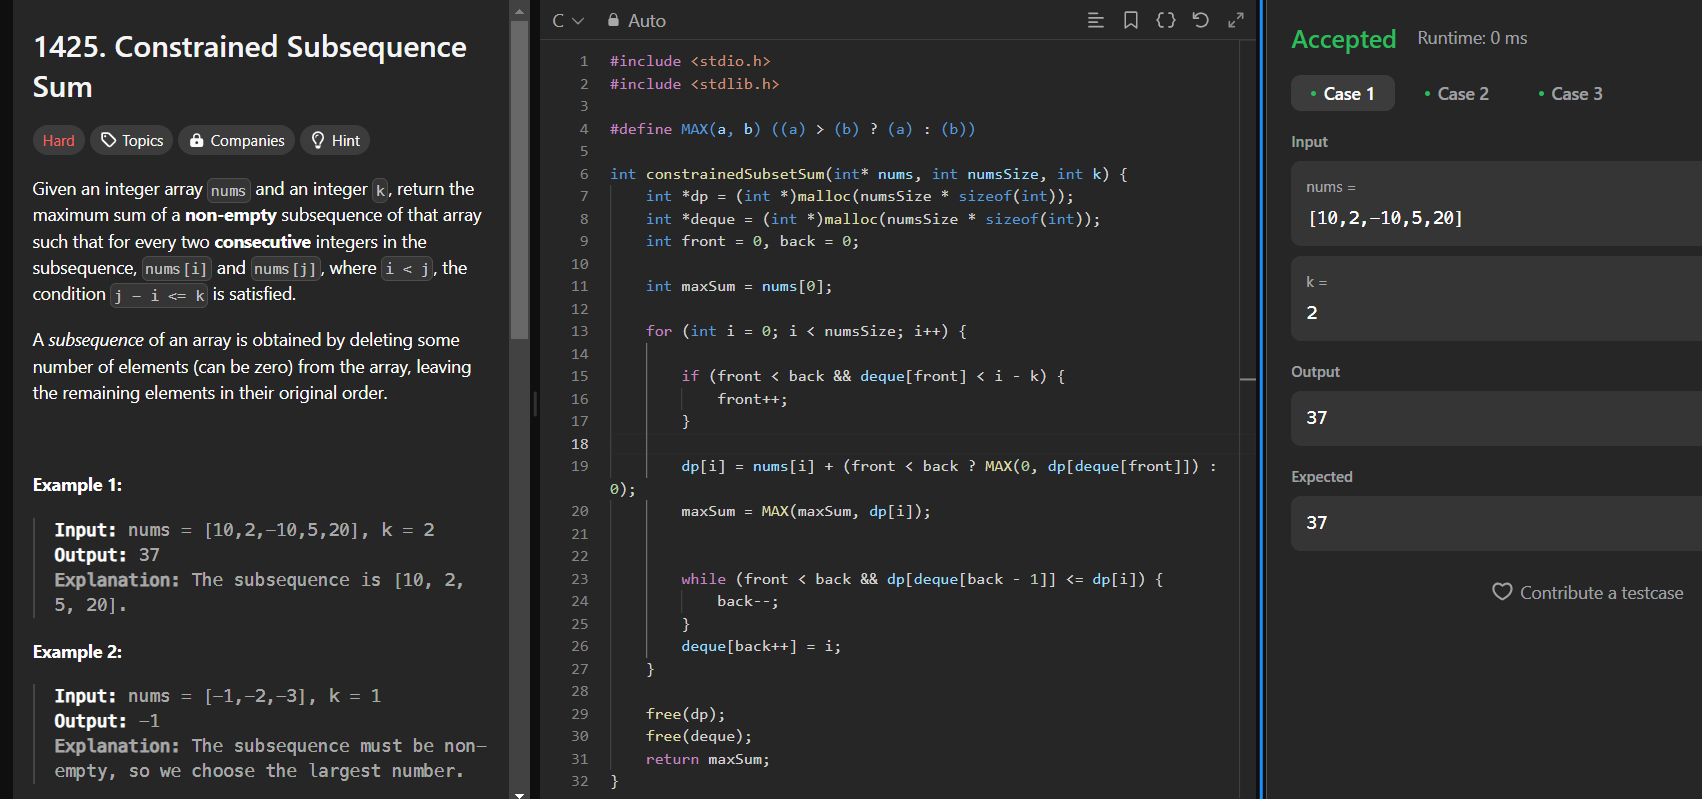 1425. Constrained Subsequence
Sum
Hard Topics Companies Hint
Given an integer array nums and an integer k, return the
maximum sum of a non-empty subsequence of that array
such that for every two consecutive integers in the
subsequence, nums[i] and nums[j], where i < j, the
condition j - i <= k is satisfied.
A subsequence of an array is obtained by deleting some
number of elements (can be zero) from the array, leaving
the remaining elements in their original order.
Example 1:
Input: nums = [10,2,-10,5,20], k = 2
Output: 37
Explanation: The subsequence is [10, 2,
5, 20].
Example 2:
Input: nums = [-1,-2,-3], k = 1
Output: -1
Explanation: The subsequence must be non-
empty, so we choose the largest number.
C Auto
1 #include <stdio.h>
2 #include <stdlib.h>
3
4 #define MAX(a, b) ((a) > (b) ? (a) : (b))
5
6 int constrainedSubsetSum(int* nums, int numsSize, int k) {
7     int *dp = (int *)malloc(numsSize * sizeof(int));
8     int *deque = (int *)malloc(numsSize * sizeof(int));
9     int front = 0, back = 0;
10
11     int maxSum = nums[0];
12
13     for (int i = 0; i < numsSize; i++) {
14
15         if (front < back && deque[front] < i - k) {
16             front++;
17         }
18
19         dp[i] = nums[i] + (front < back ? MAX(0, dp[deque[front]]) :
0);
20         maxSum = MAX(maxSum, dp[i]);
21
22
23         while (front < back && dp[deque[back - 1]] <= dp[i]) {
24             back--;
25         }
26         deque[back++] = i;
27     }
28
29     free(dp);
30     free(deque);
31     return maxSum;
32 }
Accepted Runtime: 0 ms
• Case 1 • Case 2 • Case 3
Input
nums =
[10,2,-10,5,20]
k =
2
Output
37
Expected
37
Contribute a testcase